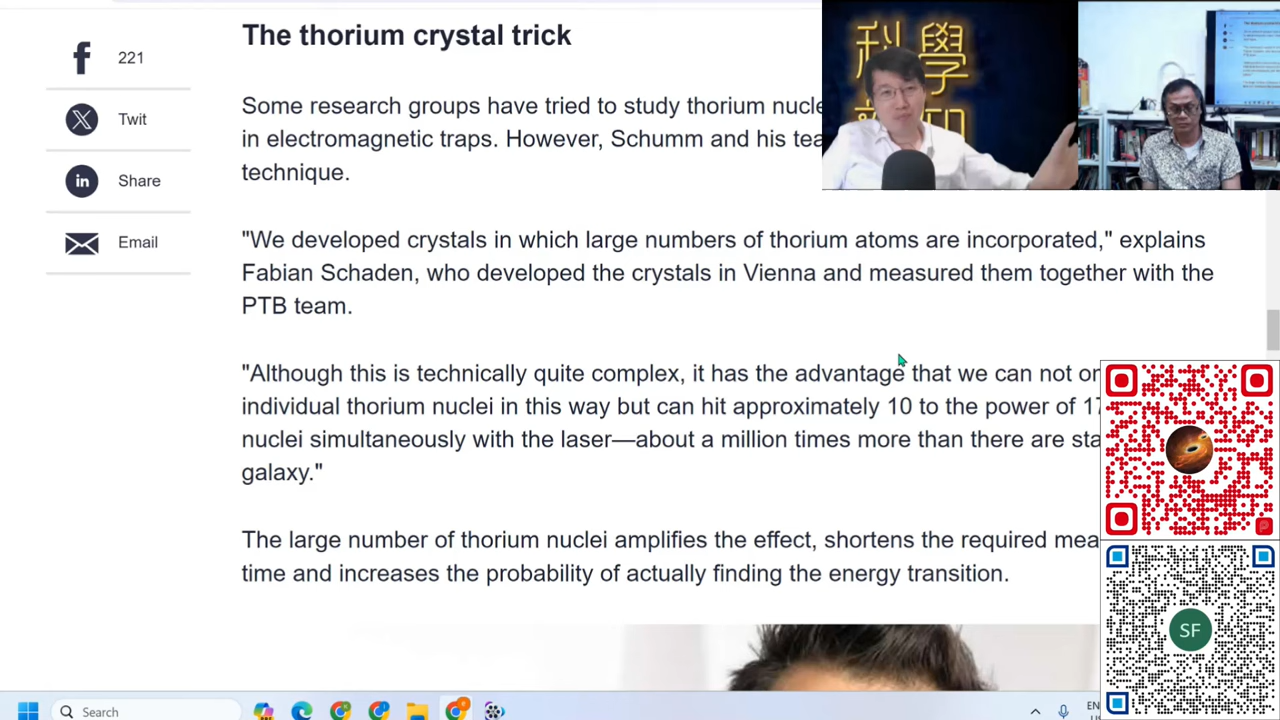 The thorium crystal trick
221
Twit
Share
Email
Some research groups have tried to study thorium
in electromagnetic traps. However, Schumm and his
technique.
"We developed crystals in which large numbers of thorium atoms are incorporated," explains
Fabian Schaden, who developed the crystals in Vienna and measured them together with the
PTB team.
"Although this is technically quite complex, it has the advantage that we can not
individual thorium nuclei in this way but can hit approximately 10 to the power of 17
nuclei simultaneously with the laser—about a million times more than there are
galaxy."
The large number of thorium nuclei amplifies the effect, shortens the required
time and increases the probability of actually finding the energy transition.
科學
SF
Search